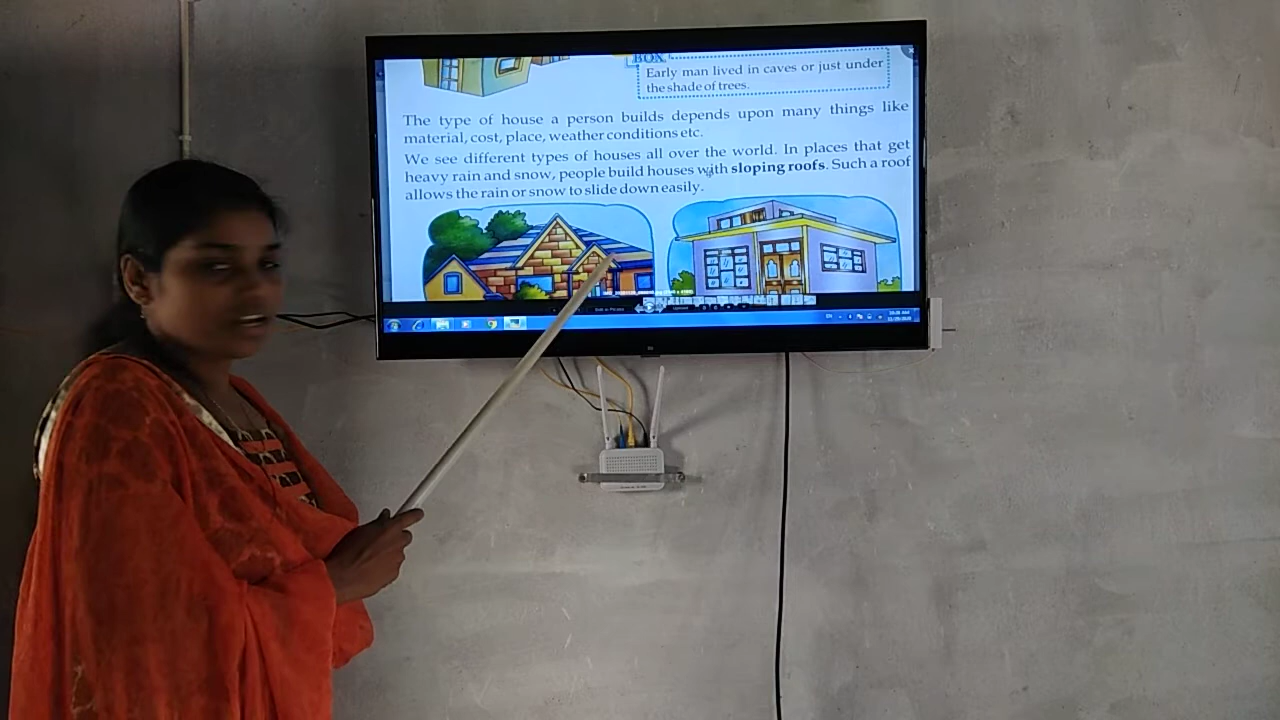 BOX
Early man lived in caves or just under
the shade of trees.
The type of house a person builds depends upon many things like
material, cost, place, weather conditions etc.
We see different types of houses all over the world. In places that get
heavy rain and snow, people build houses with sloping roofs. Such a roof
allows the rain or snow to slide down easily.
EN